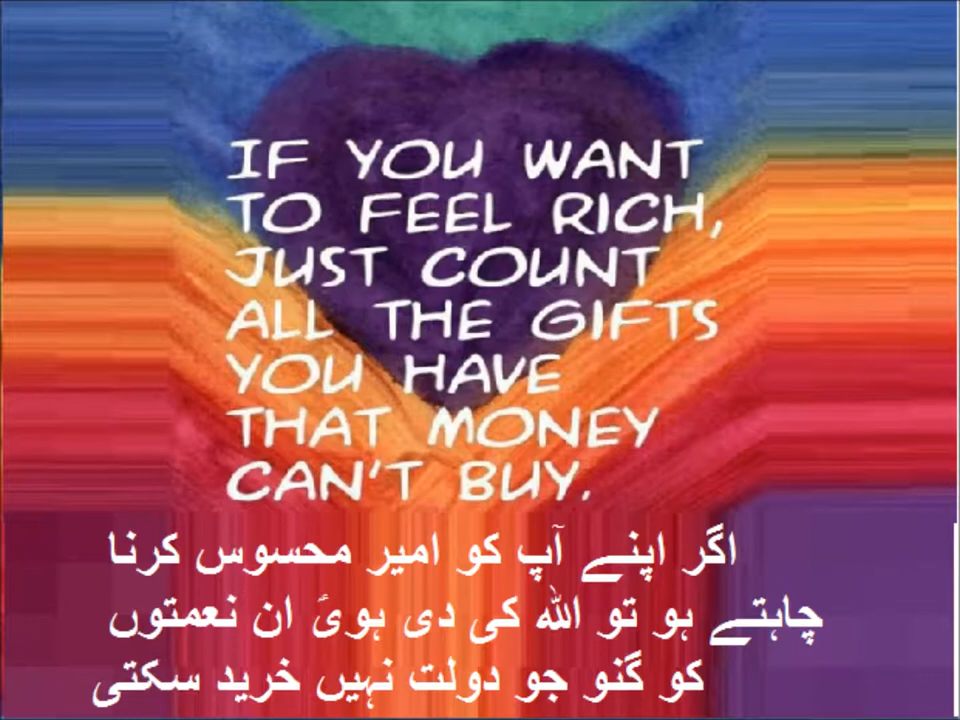 IF YOU WANT
TO FEEL RICH,
JUST COUNT
ALL THE GIFTS
YOU HAVE
THAT MONEY
CAN'T BUY.
اگر اپنے آپ کو امیر محسوس کرنا
چاہتے ہو تو اللہ کی دی ہویٔ ان نعمتوں
کو گنو جو دولت نہیں خرید سکتی